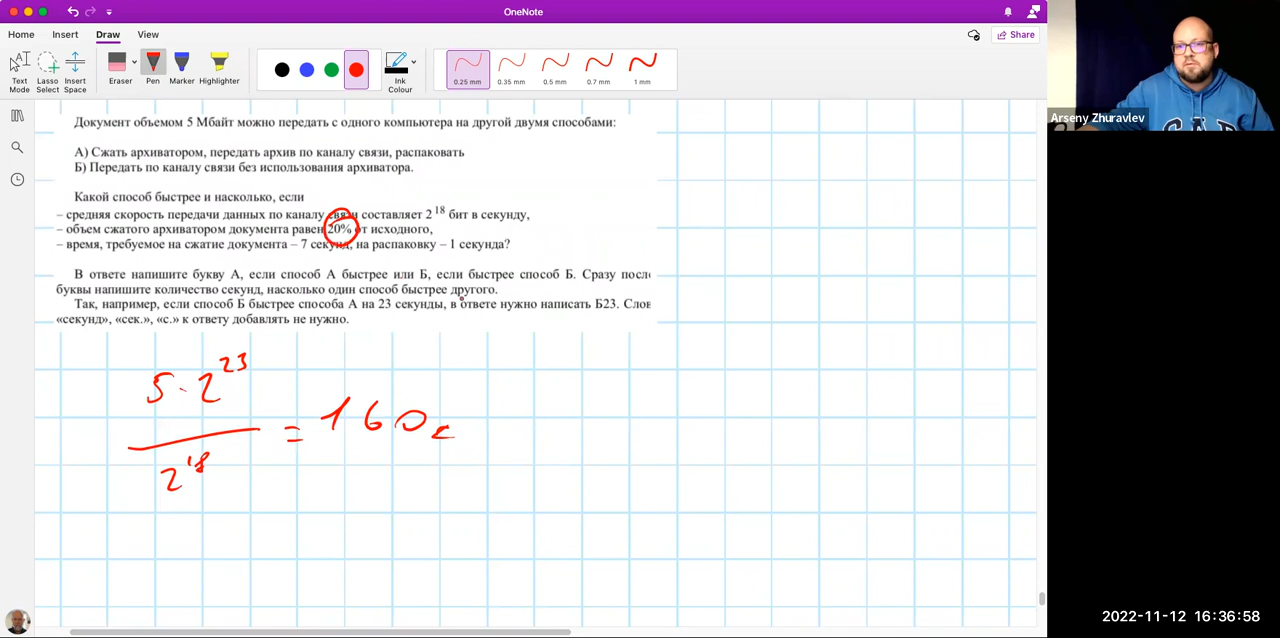 OneNote
Home Insert Draw View
Share
Text Mode
Lasso Select
Insert Space
Eraser
Pen
Marker
Highlighter
Ink Colour
0.25 mm
0.35 mm
0.5 mm
0.7 mm
1 mm
Arseny Zhuravlev
Документ объемом 5 Мбайт можно передать с одного компьютера на другой двумя способами:
А) Сжать архиватором, передать архив по каналу связи, распаковать
Б) Передать по каналу связи без использования архиватора.
Какой способ быстрее и насколько, если
– средняя скорость передачи данных по каналу связи составляет 2^18 бит в секунду,
– объем сжатого архиватором документа равен 20% от исходного,
– время, требуемое на сжатие документа – 7 секунд, на распаковку – 1 секунда?
В ответе напишите букву А, если способ А быстрее или Б, если быстрее способ Б. Сразу после
буквы напишите количество секунд, насколько один способ быстрее другого.
Так, например, если способ Б быстрее способа А на 23 секунды, в ответе нужно написать Б23. Слов
«секунд», «сек.», «с.» к ответу добавлять не нужно.
5 · 2^23
= 160 с
2^18
2022-11-12 16:36:58